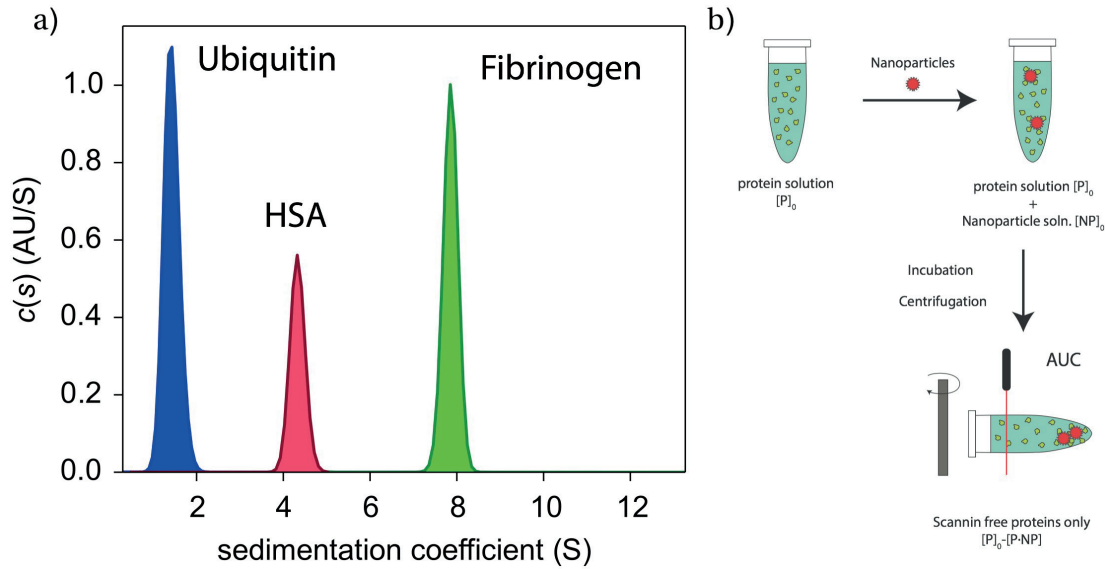 a)
Ubiquitin
HSA
Fibrinogen
1.0
0.8
0.6
0.4
0.2
0.0
c(s) (AU/S)
2 4 6 8 10 12
sedimentation coefficient (S)
b)
Nanoparticles
protein solution
[P]₀
protein solution [P]₀
+
Nanoparticle soln. [NP]₀
Incubation
Centrifugation
AUC
Scannin free proteins only
[P]₀-[P·NP]